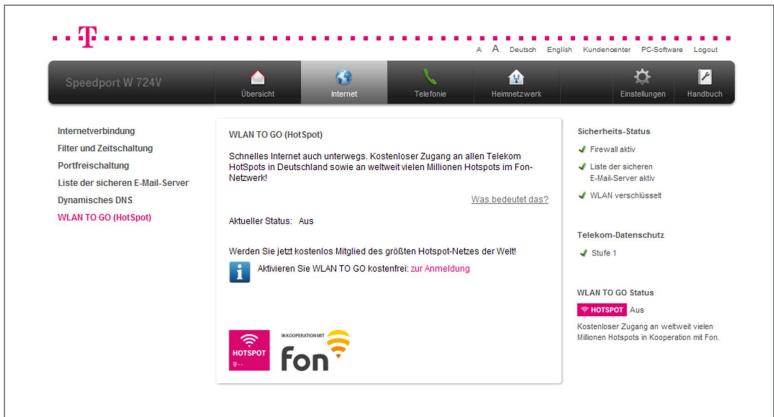 T
A A Deutsch English Kundencenter PC-Software Logout
Speedport W 724V
Übersicht
Internet
Telefonie
Heimnetzwerk
Einstellungen
Handbuch
Internetverbindung
Filter und Zeitschaltung
Portfreischaltung
Liste der sicheren E-Mail-Server
Dynamisches DNS
WLAN TO GO (HotSpot)
WLAN TO GO (HotSpot)
Schnelles Internet auch unterwegs. Kostenloser Zugang an allen Telekom
HotSpots in Deutschland sowie an weltweit vielen Millionen Hotspots im Fon-
Netzwerk!
Was bedeutet das?
Aktueller Status: Aus
Werden Sie jetzt kostenlos Mitglied des größten Hotspot-Netzes der Welt!
Aktivieren Sie WLAN TO GO kostenfrei: zur Anmeldung
HOTSPOT
IN KOOPERATION MIT
fon
Sicherheits-Status
Firewall aktiv
Liste der sicheren
E-Mail-Server aktiv
WLAN verschlüsselt
Telekom-Datenschutz
Stufe 1
WLAN TO GO Status
HOTSPOT Aus
Kostenloser Zugang an weltweit vielen
Millionen Hotspots in Kooperation mit Fon.